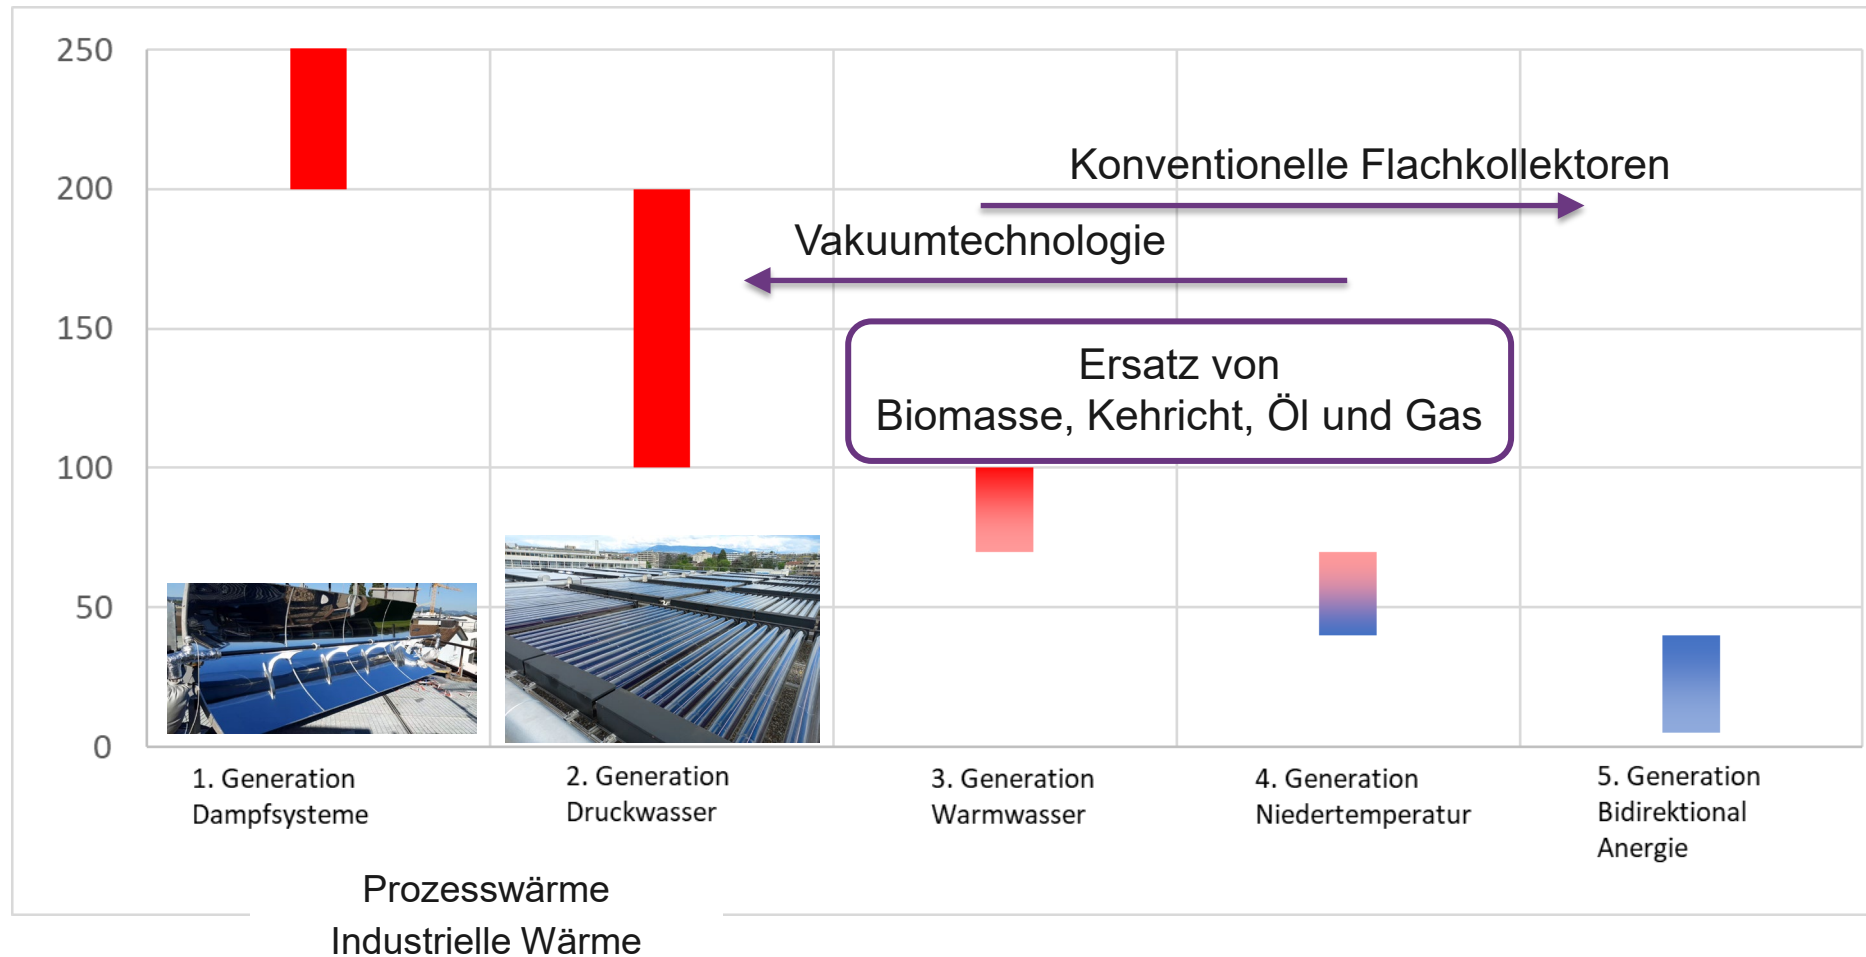 250
200
150
100
50
0
Konventionelle Flachkollektoren
Vakuumtechnologie
Ersatz von
Biomasse, Kehricht, Öl und Gas
1. Generation
Dampfsysteme
2. Generation
Druckwasser
3. Generation
Warmwasser
4. Generation
Niedertemperatur
5. Generation
Bidirektional
Anergie
Prozesswärme
Industrielle Wärme